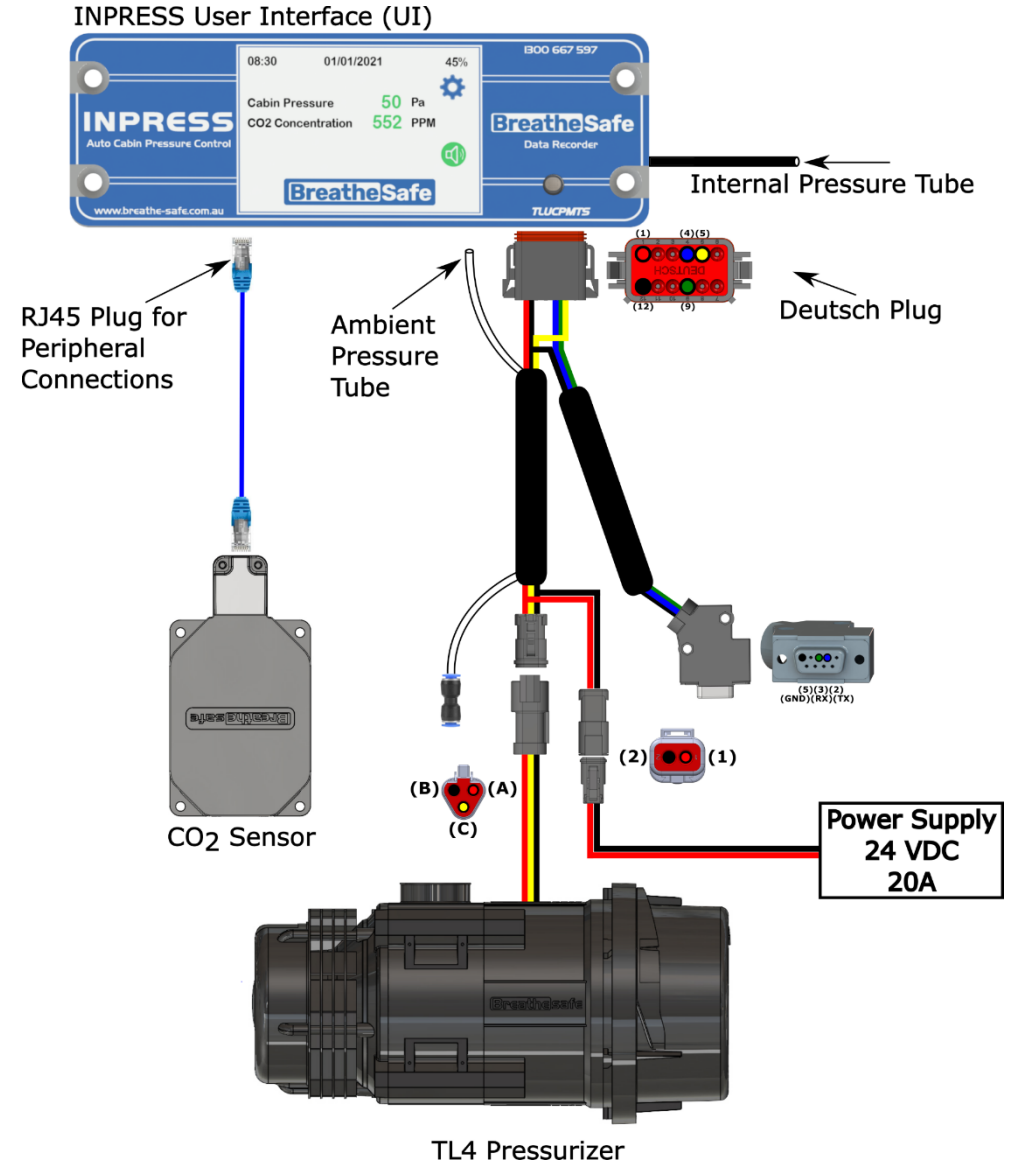 INPRESS User Interface (UI)
1300 667 597
08:30 01/01/2021 45%
Cabin Pressure 50 Pa
CO2 Concentration 552 PPM
INPRESS
Auto Cabin Pressure Control
BreatheSafe
Data Recorder
BreatheSafe
www.breathe-safe.com.au
TLUCPMTS
Internal Pressure Tube
(1) (4)(5)
DEUTSCH
(12) (9)
Deutsch Plug
RJ45 Plug for
Peripheral
Connections
Ambient
Pressure
Tube
Breathesafe
CO2 Sensor
(5)(3)(2)
(GND)(RX)(TX)
(2) (1)
(B) (A)
(C)
Power Supply
24 VDC
20A
Breathesafe
TL4 Pressurizer